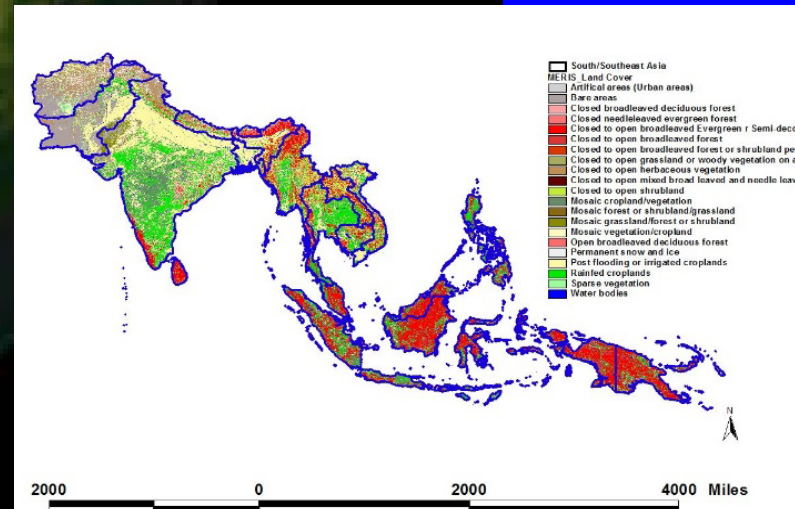 South/Southeast Asia
MERIS_Land Cover
Artifical areas (Urban areas)
Bare areas
Closed broadleaved deciduous forest
Closed needleleaved evergreen forest
Closed to open broadleaved Evergreen r Semi-deco
Closed to open broadleaved forest
Closed to open broadleaved forest or shrubland pe
Closed to open grassland or woody vegetation on a
Closed to open herbaceous vegetation
Closed to open mixed broad leaved and needle leav
Closed to open shrubland
Mosaic cropland/vegetation
Mosaic forest or shrubland/grassland
Mosaic grassland/forest or shrubland
Mosaic vegetation/cropland
Open broadleaved deciduous forest
Permanent snow and ice
Post flooding or irrigated croplands
Rainfed croplands
Sparse vegetation
Water bodies
N
2000 0 2000 4000 Miles